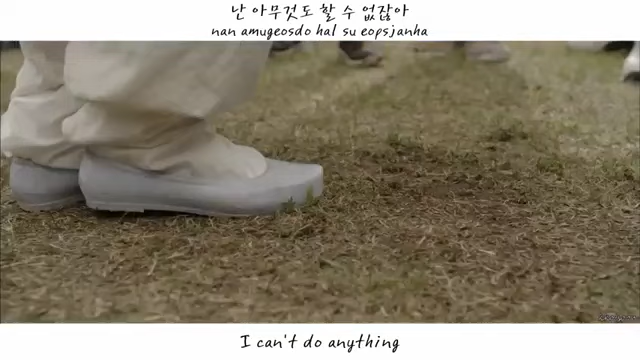 난 아무것도 할 수 없잖아
nan amugeosdo hal su eopsjanha
I can't do anything